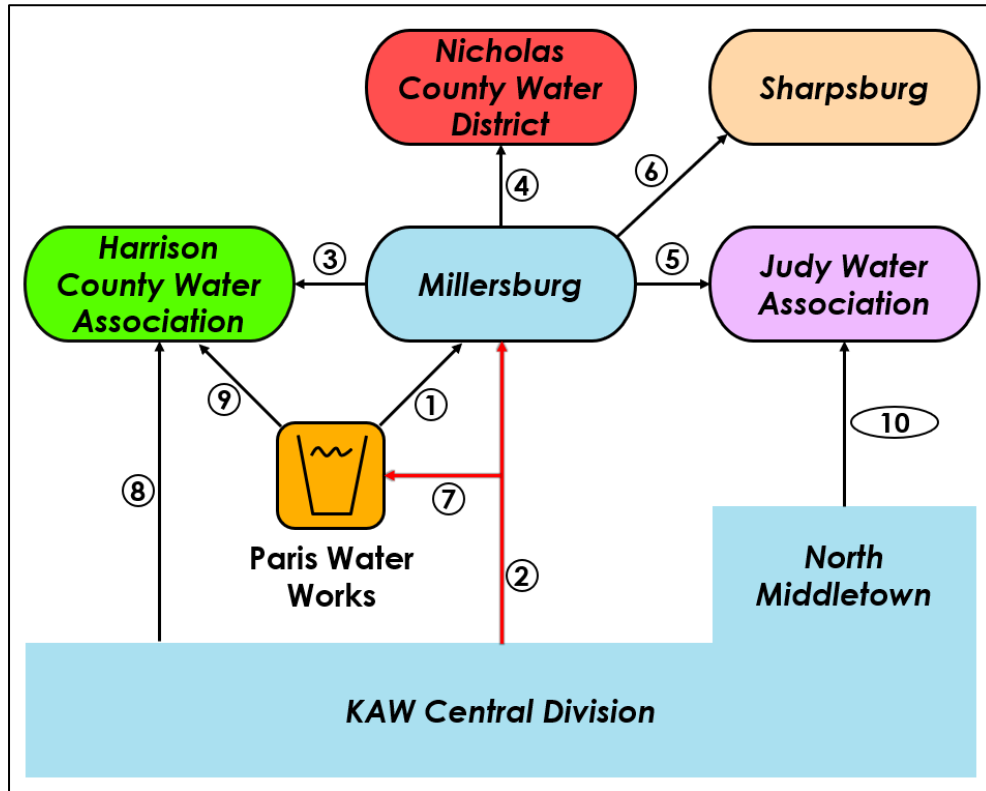 Nicholas
County Water
District
Sharpsburg
④
⑥
Harrison
County Water
Association
③
Millersburg
⑤
Judy Water
Association
⑨
①
10
⑧
⑦
Paris Water
Works
②
North
Middletown
KAW Central Division